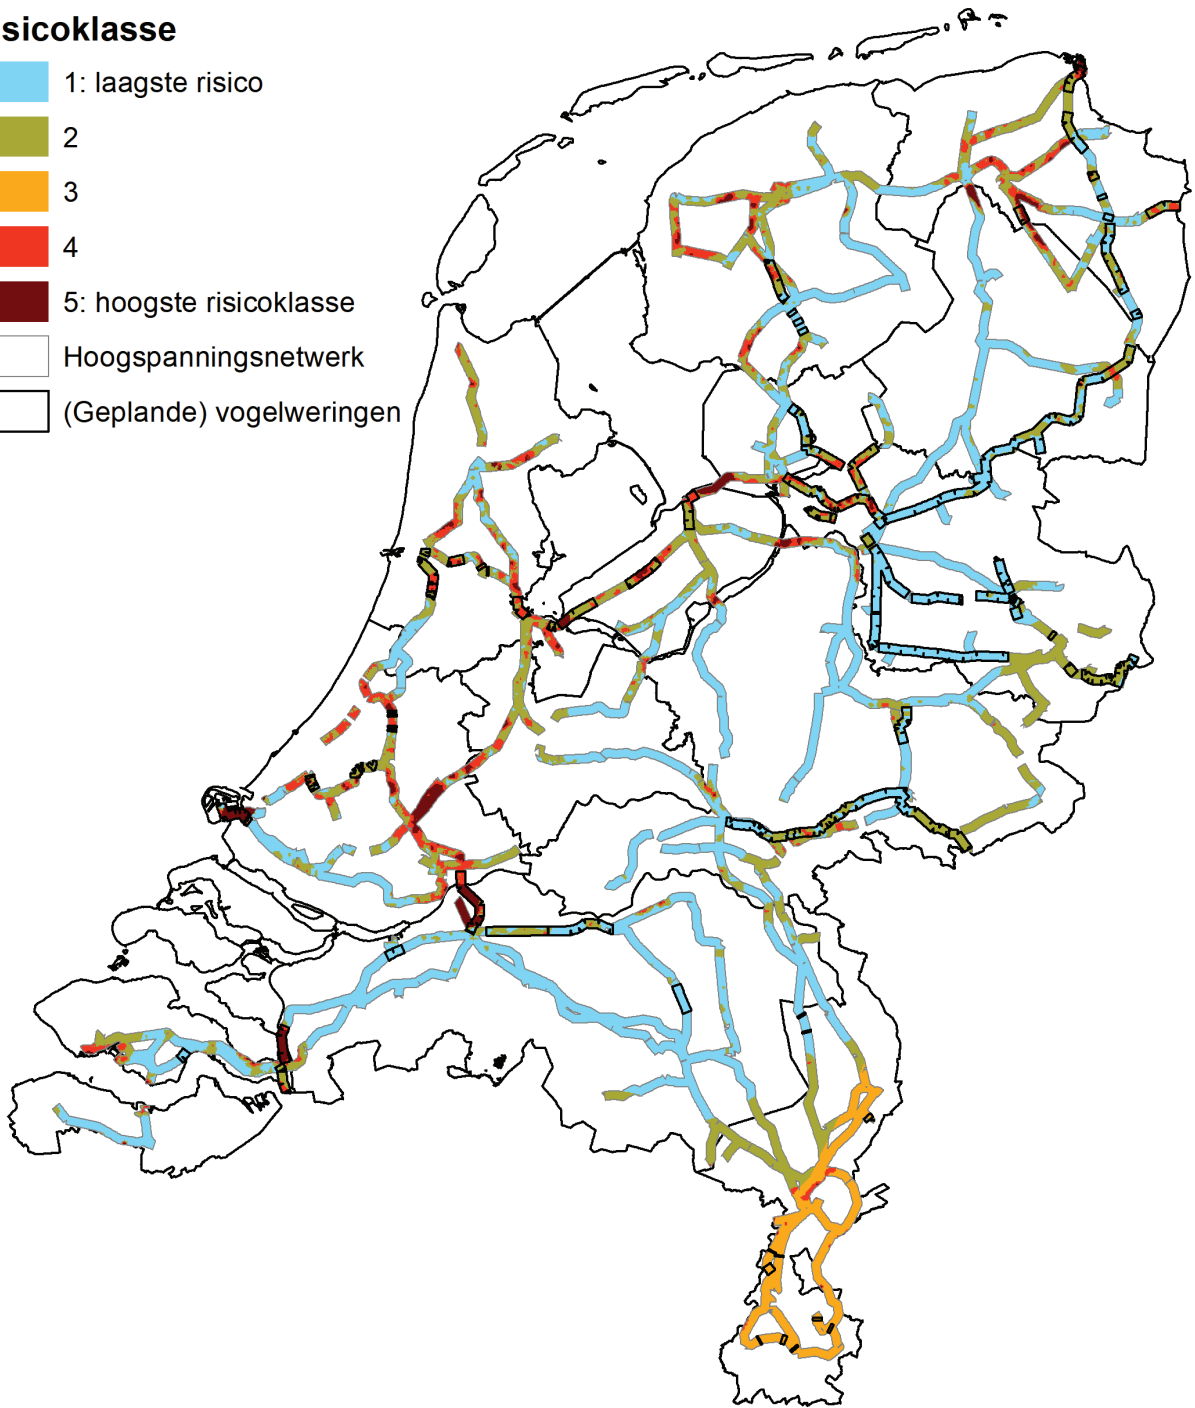 sicoklasse
1: laagste risico
2
3
4
5: hoogste risicoklasse
Hoogspanningsnetwerk
(Geplande) vogelweringen